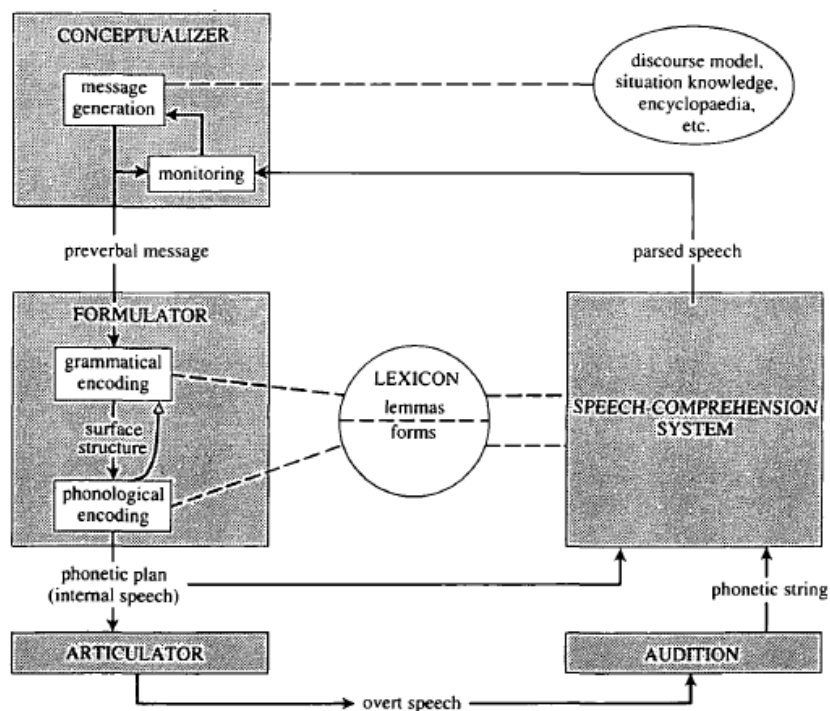 CONCEPTUALIZER
message
generation
monitoring
discourse model,
situation knowledge,
encyclopaedia,
etc.
preverbal message
parsed speech
FORMULATOR
grammatical
encoding
surface
structure
phonological
encoding
LEXICON
lemmas
forms
SPEECH-COMPREHENSION
SYSTEM
phonetic plan
(internal speech)
phonetic string
ARTICULATOR
AUDITION
overt speech